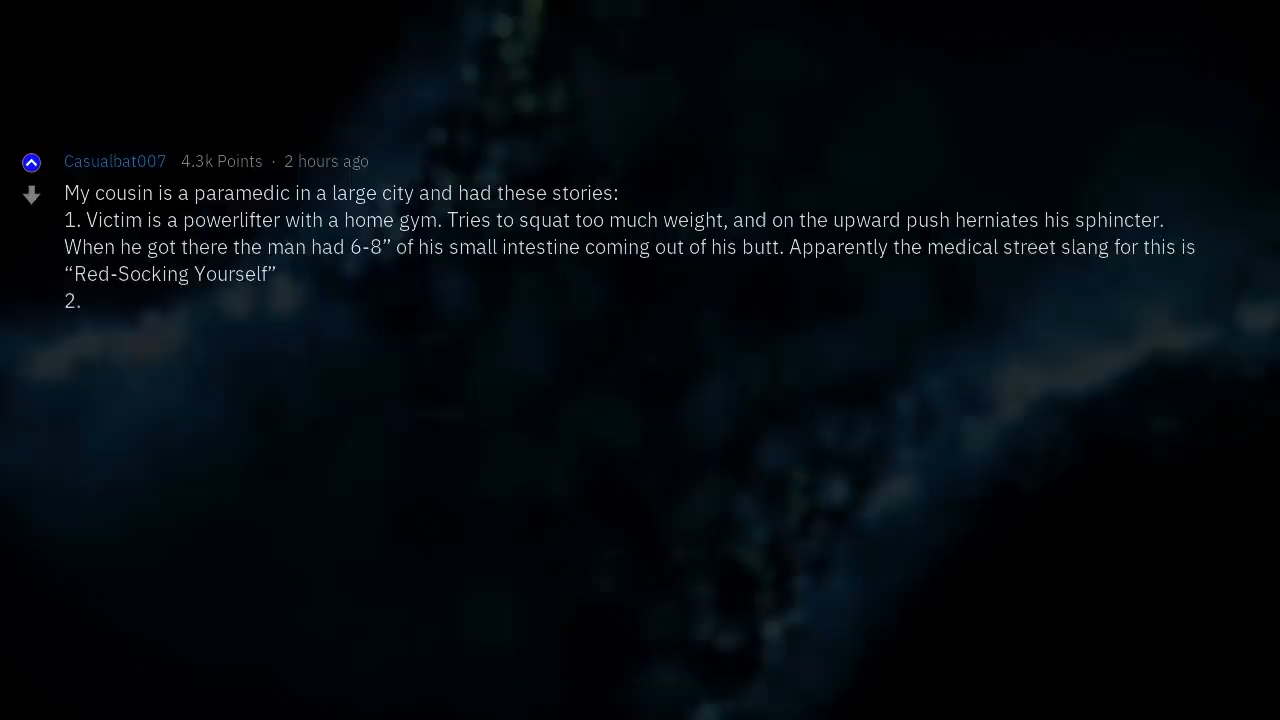 Casualbat007 4.3k Points · 2 hours ago
My cousin is a paramedic in a large city and had these stories:
1. Victim is a powerlifter with a home gym. Tries to squat too much weight, and on the upward push herniates his sphincter.
When he got there the man had 6-8” of his small intestine coming out of his butt. Apparently the medical street slang for this is
“Red-Socking Yourself”
2.